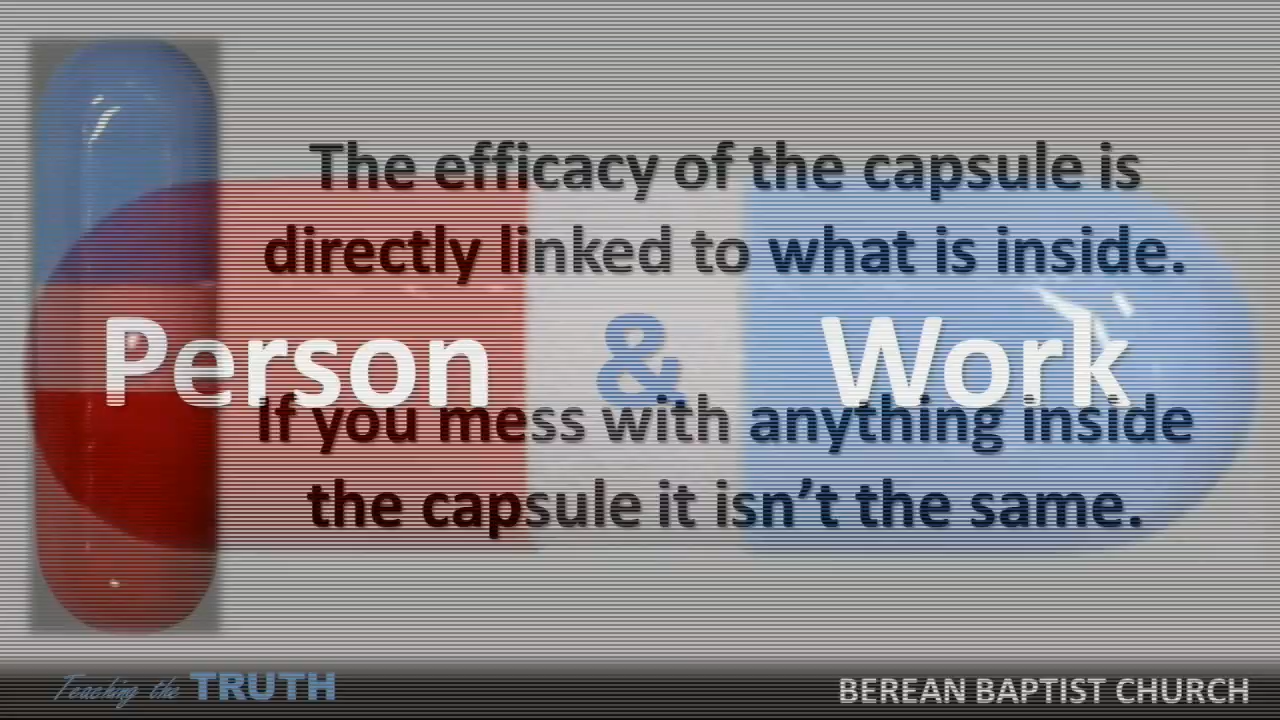 The efficacy of the capsule is
directly linked to what is inside.
Person & Work
If you mess with anything inside
the capsule it isn’t the same.
Teaching the TRUTH
BEREAN BAPTIST CHURCH